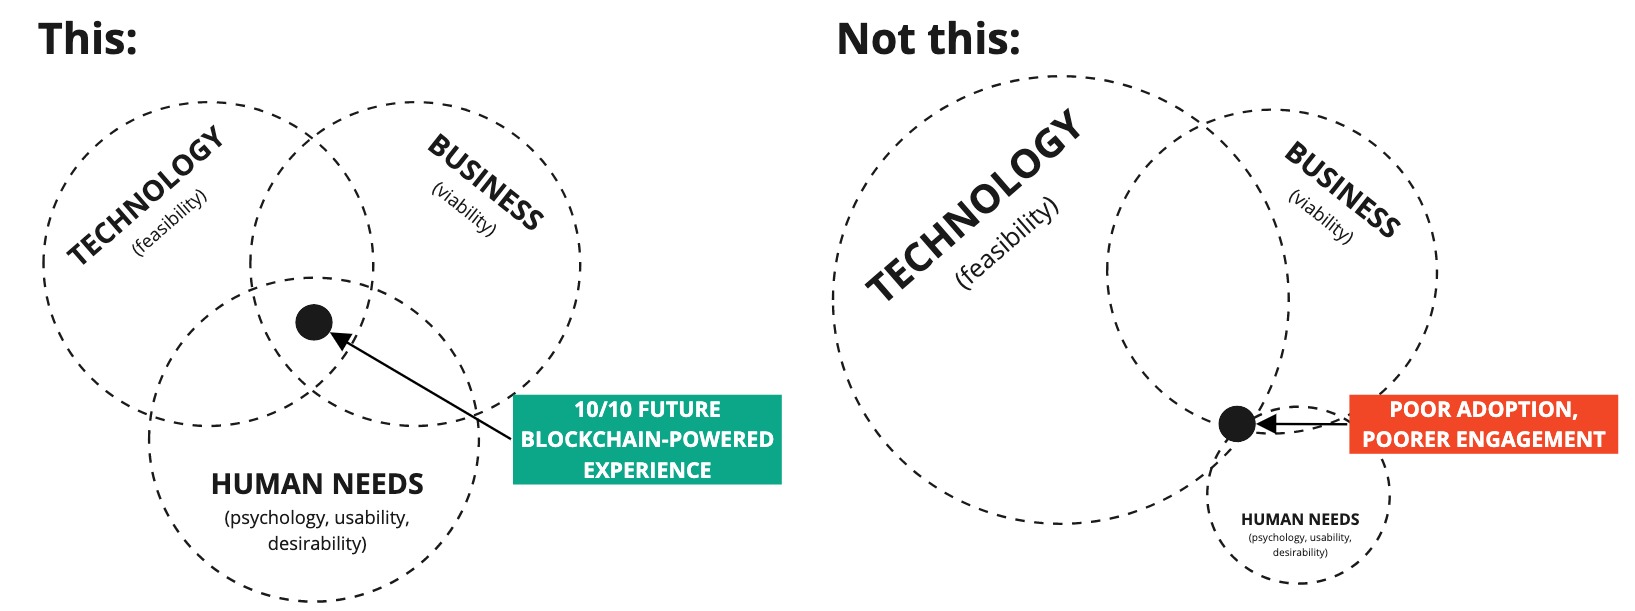 This:
TECHNOLOGY
(feasibility)
BUSINESS
(viability)
10/10 FUTURE
BLOCKCHAIN-POWERED
EXPERIENCE
HUMAN NEEDS
(psychology, usability,
desirability)
Not this:
TECHNOLOGY
(feasibility)
BUSINESS
(viability)
POOR ADOPTION,
POORER ENGAGEMENT
HUMAN NEEDS
(psychology, usability,
desirability)